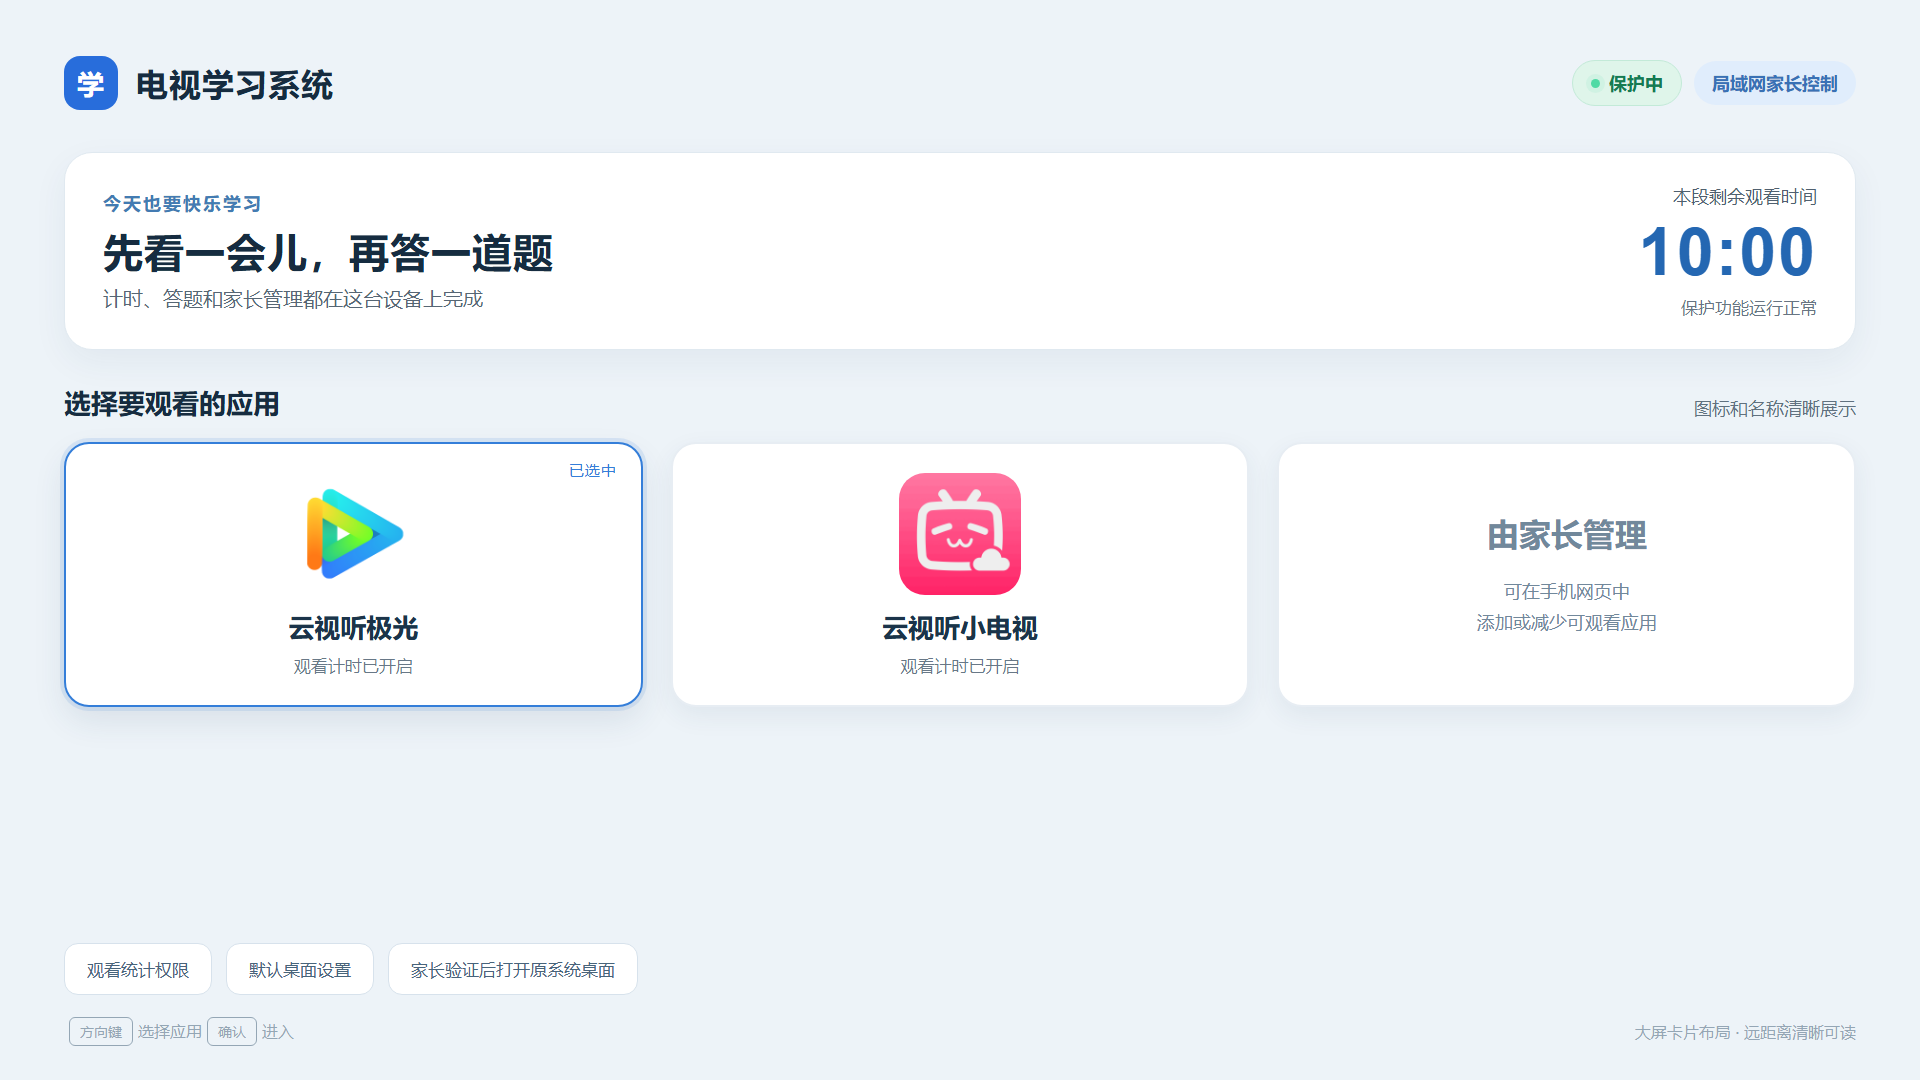 学
电视学习系统
保护中
局域网家长控制
今天也要快乐学习
先看一会儿，再答一道题
计时、答题和家长管理都在这台设备上完成
本段剩余观看时间
10:00
保护功能运行正常
选择要观看的应用
图标和名称清晰展示
已选中
云视听极光
观看计时已开启
云视听小电视
观看计时已开启
由家长管理
可在手机网页中
添加或减少可观看应用
观看统计权限
默认桌面设置
家长验证后打开原系统桌面
方向键 选择应用 确认 进入
大屏卡片布局 · 远距离清晰可读